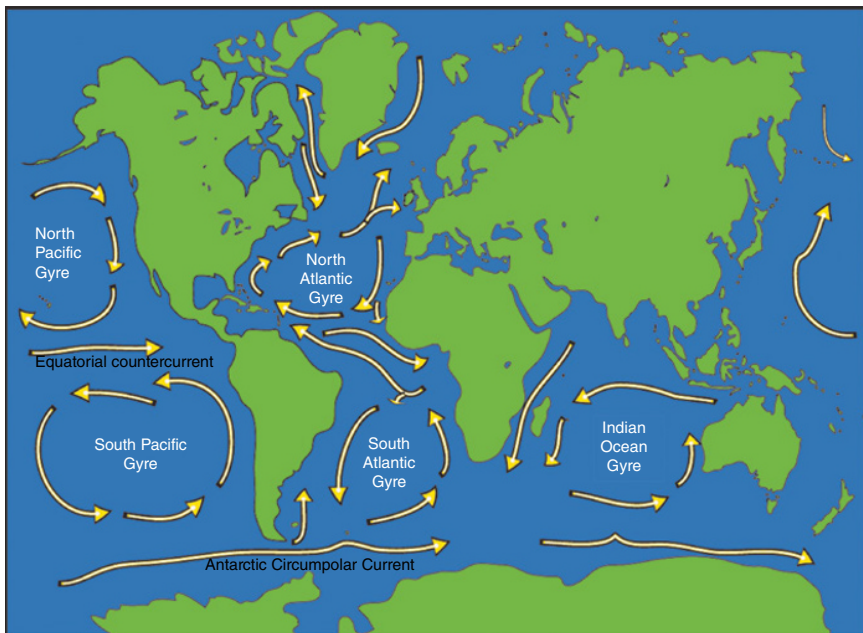 North
Pacific
Gyre
North
Atlantic
Gyre
Equatorial countercurrent
South Pacific
Gyre
South
Atlantic
Gyre
Indian
Ocean
Gyre
Antarctic Circumpolar Current